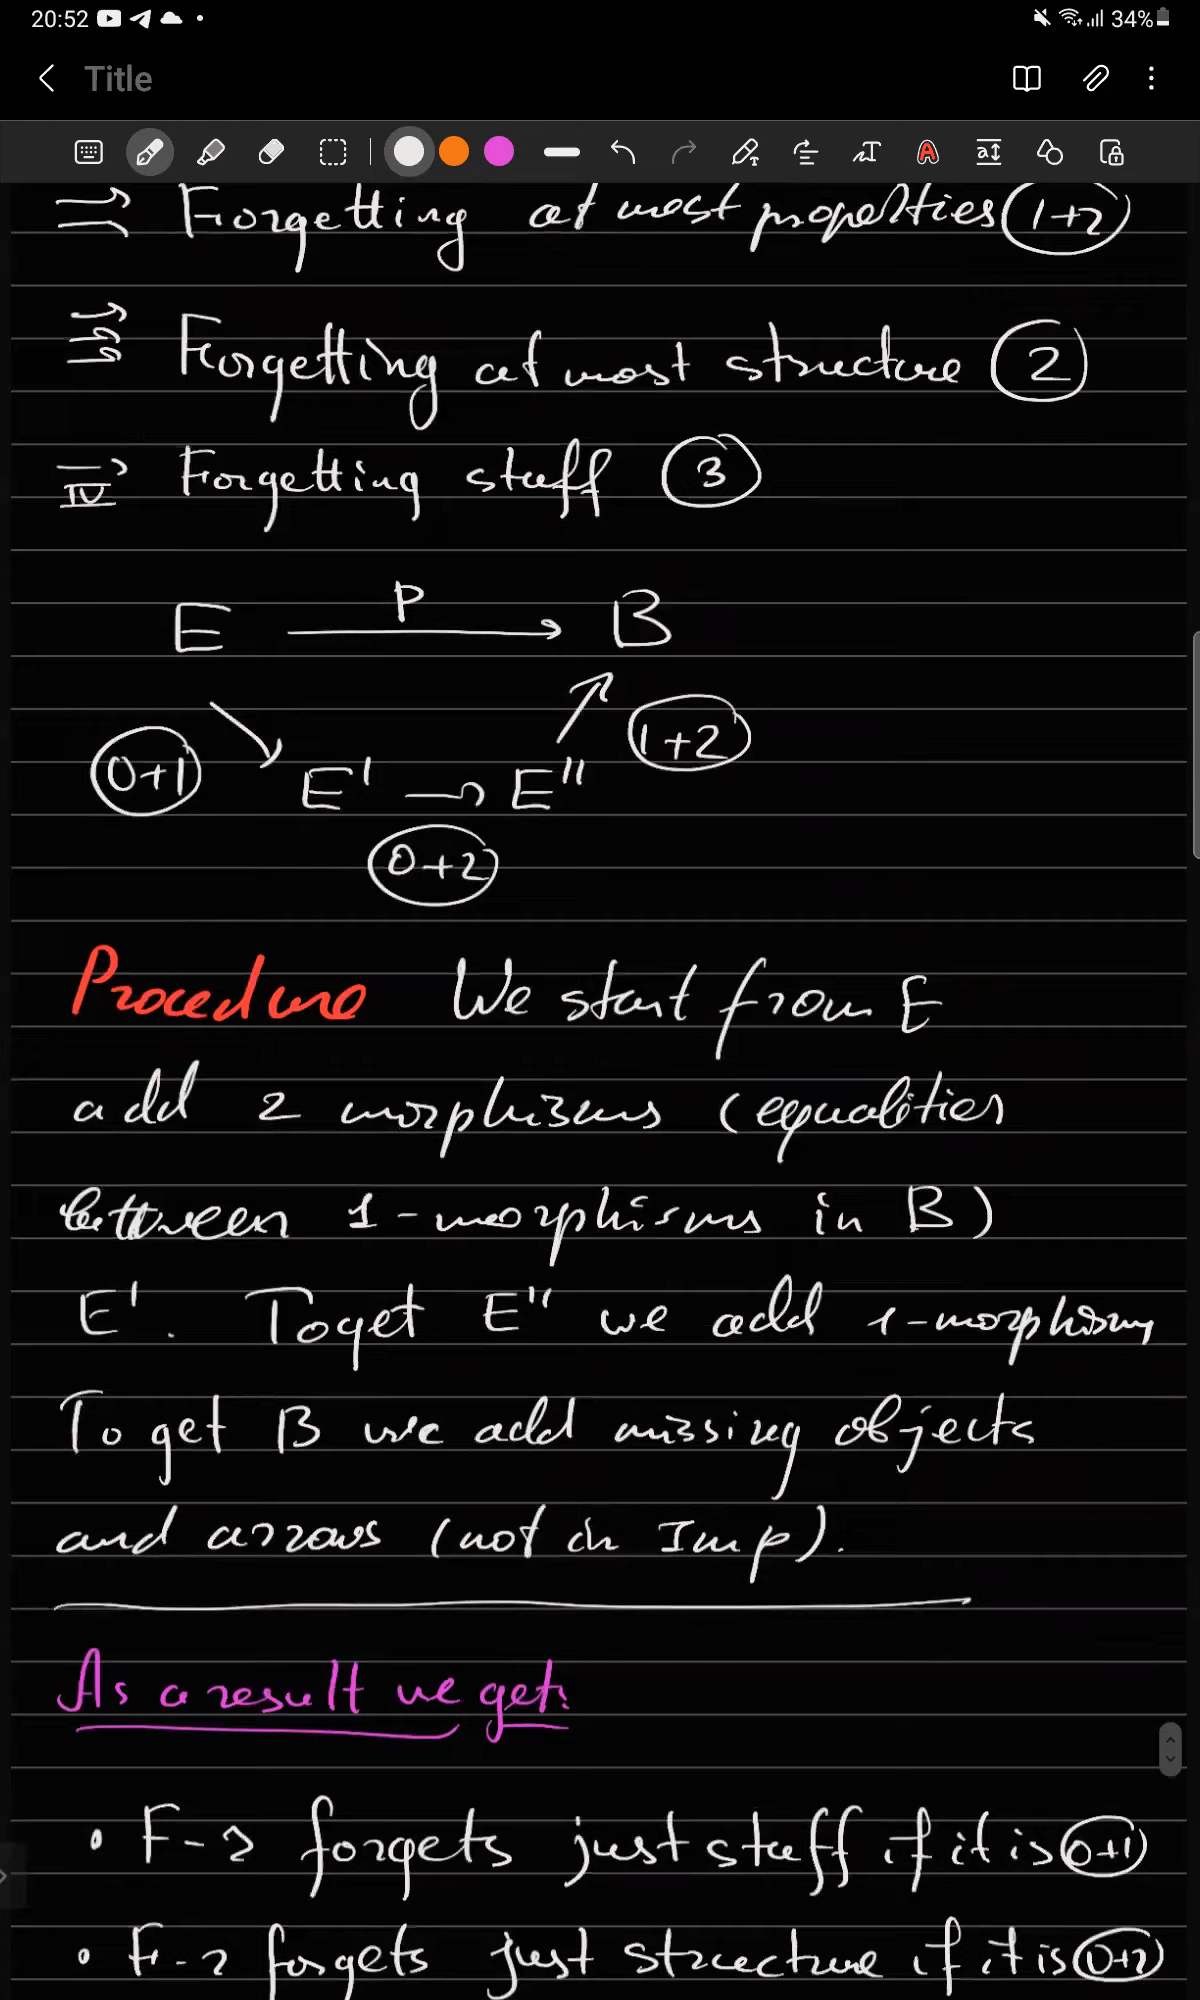 20:52 34%
Title
⇒ Forgetting at most properties (1+2)
⇒ III Forgetting at most structure (2)
⇒ IV Forgetting stuff (3)
E P→ B
(0+1) ↘ E' → E'' ↗ (1+2)
(0+2)
Procedure We start from E
add 2 morphisms (equalities
between 1-morphisms in B)
E'. To get E'' we add 1-morphisms
To get B we add missing objects
and arrows (not in Im p).
As a result we get:
• F-r forgets just stuff if it is (0+1)
• F-r forgets just structure if it is (0+2)